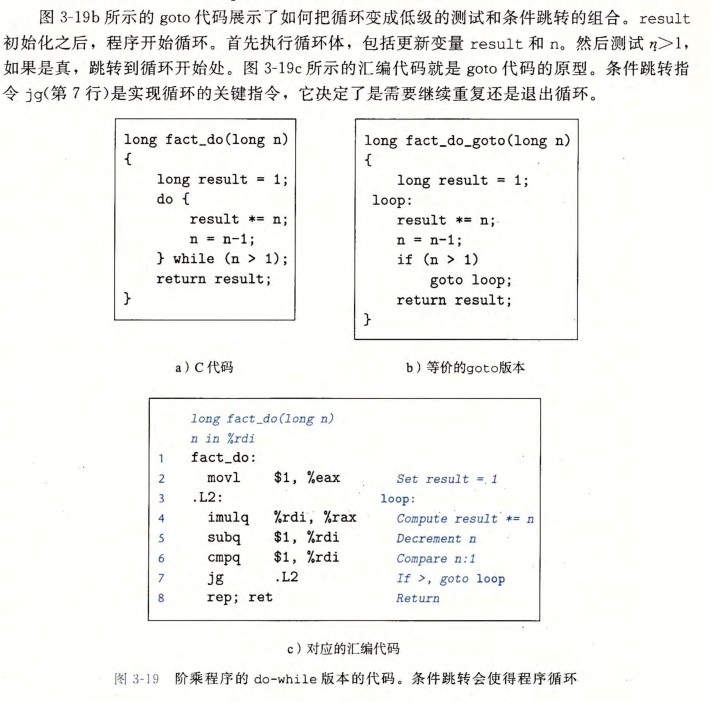 图 3-19b 所示的 goto 代码展示了如何把循环变成低级的测试和条件跳转的组合。result
初始化之后，程序开始循环。首先执行循环体，包括更新变量 result 和 n。然后测试 n>1，
如果是真，跳转到循环开始处。图 3-19c 所示的汇编代码就是 goto 代码的原型。条件跳转指
令 jg(第 7 行)是实现循环的关键指令，它决定了是需要继续重复还是退出循环。
long fact_do(long n)
{
long result = 1;
do {
result *= n;
n = n-1;
} while (n > 1);
return result;
}
a）C代码
long fact_do_goto(long n)
{
long result = 1;
loop:
result *= n;
n = n-1;
if (n > 1)
goto loop;
return result;
}
b）等价的goto版本
long fact_do(long n)
n in %rdi
1 fact_do:
2 movl $1, %eax Set result = 1
3 .L2: loop:
4 imulq %rdi, %rax Compute result *= n
5 subq $1, %rdi Decrement n
6 cmpq $1, %rdi Compare n:1
7 jg .L2 If >, goto loop
8 rep; ret Return
c）对应的汇编代码
图 3-19 阶乘程序的 do-while 版本的代码。条件跳转会使得程序循环